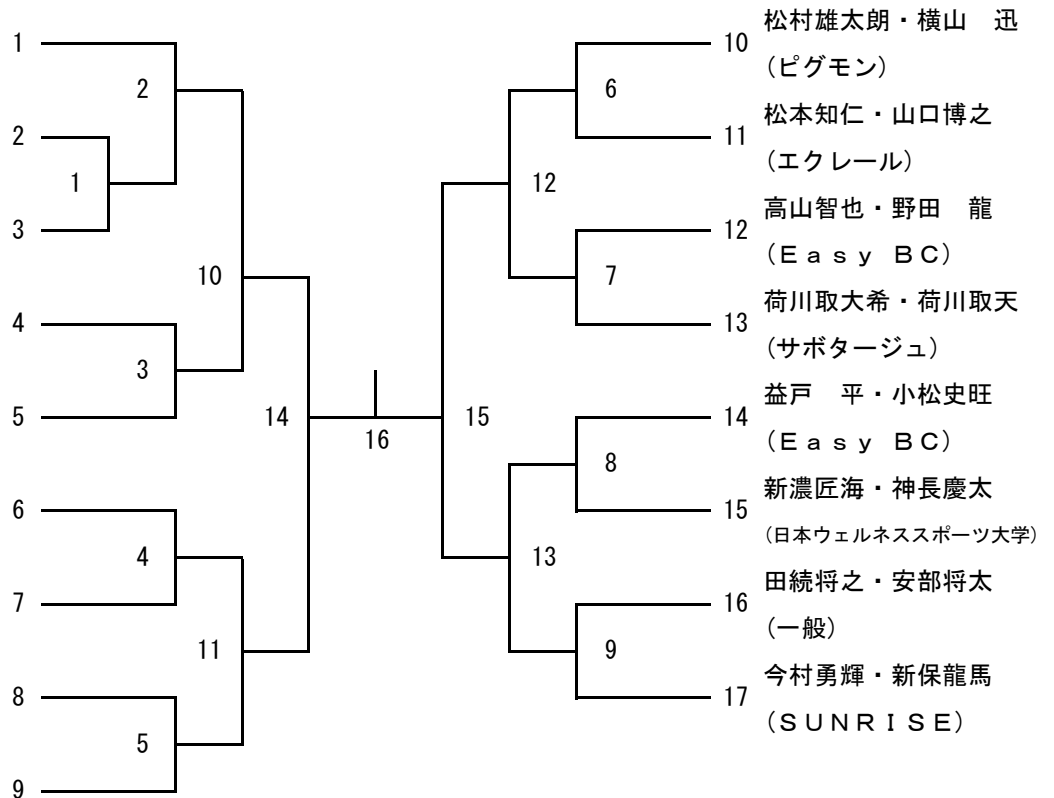 1
2
2
1
3
10
4
3
5
14
16
6
4
7
11
8
5
9
10 松村雄太朗・横山　迅
(ピグモン)
6
11 松本知仁・山口博之
(エクレール)
12
12 高山智也・野田　龍
(Ｅａｓｙ ＢＣ)
7
13 荷川取大希・荷川取天
(サボタージュ)
15
14 益戸　平・小松史旺
(Ｅａｓｙ ＢＣ)
8
15 新濃匠海・神長慶太
(日本ウェルネススポーツ大学)
13
16 田続将之・安部将太
(一般)
9
17 今村勇輝・新保龍馬
(ＳＵＮＲＩＳＥ)